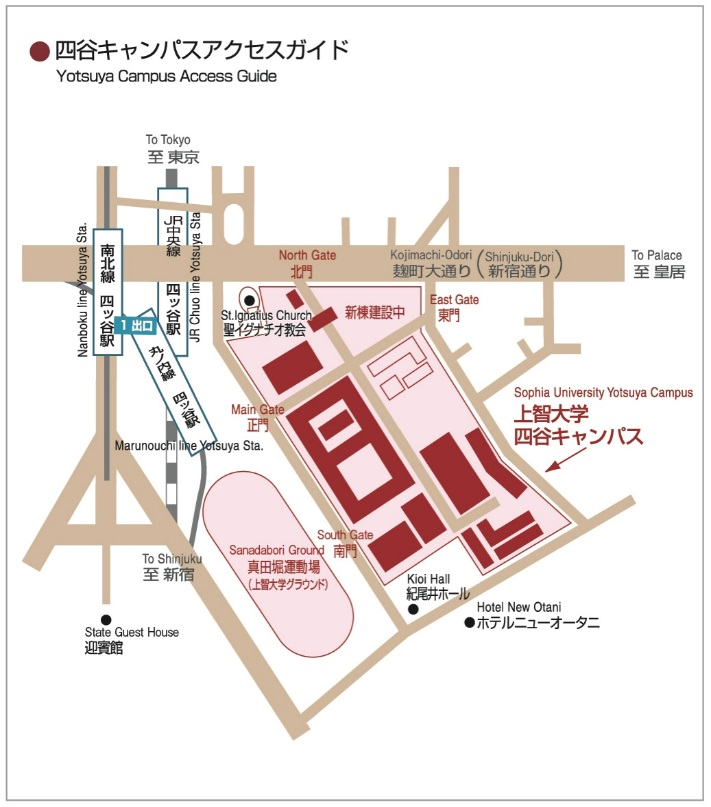 四谷キャンパスアクセスガイド
Yotsuya Campus Access Guide
To Tokyo
至 東京
南北線 四ッ谷駅
Nanboku line Yotsuya Sta.
JR中央線 四ッ谷駅
JR Chuo line Yotsuya Sta.
North Gate
北門
Kojimachi-Odori
麹町大通り
(Shinjuku-Dori
新宿通り)
To Palace
至 皇居
East Gate
東門
新棟建設中
St.Ignatius Church
聖イグナチオ教会
1 出口
丸ノ内線 四ッ谷駅
Marunouchi line Yotsuya Sta.
Main Gate
正門
Sophia University Yotsuya Campus
上智大学
四谷キャンパス
South Gate
南門
Sanadabori Ground
真田堀運動場
(上智大学グラウンド)
To Shinjuku
至 新宿
Kioi Hall
紀尾井ホール
Hotel New Otani
ホテルニューオータニ
State Guest House
迎賓館